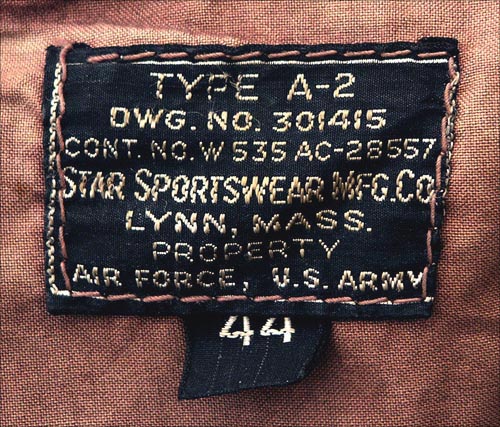 TYPE A-2
DWG. NO. 301415
CONT. NO. W 535 AC-28557
STAR SPORTSWEAR MFG. CO
LYNN, MASS.
PROPERTY
AIR FORCE, U.S. ARMY
44